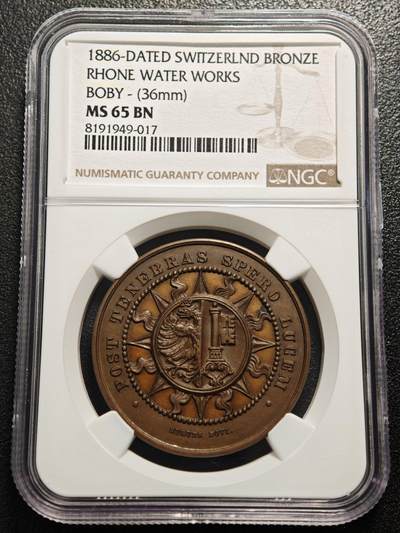 1886-DATED SWITZERLND BRONZE
RHONE WATER WORKS
BOBY - (36mm)
MS 65 BN
8191949-017
NUMISMATIC GUARANTY COMPANY NGC
POST TENEBRAS SPERO LUCEM